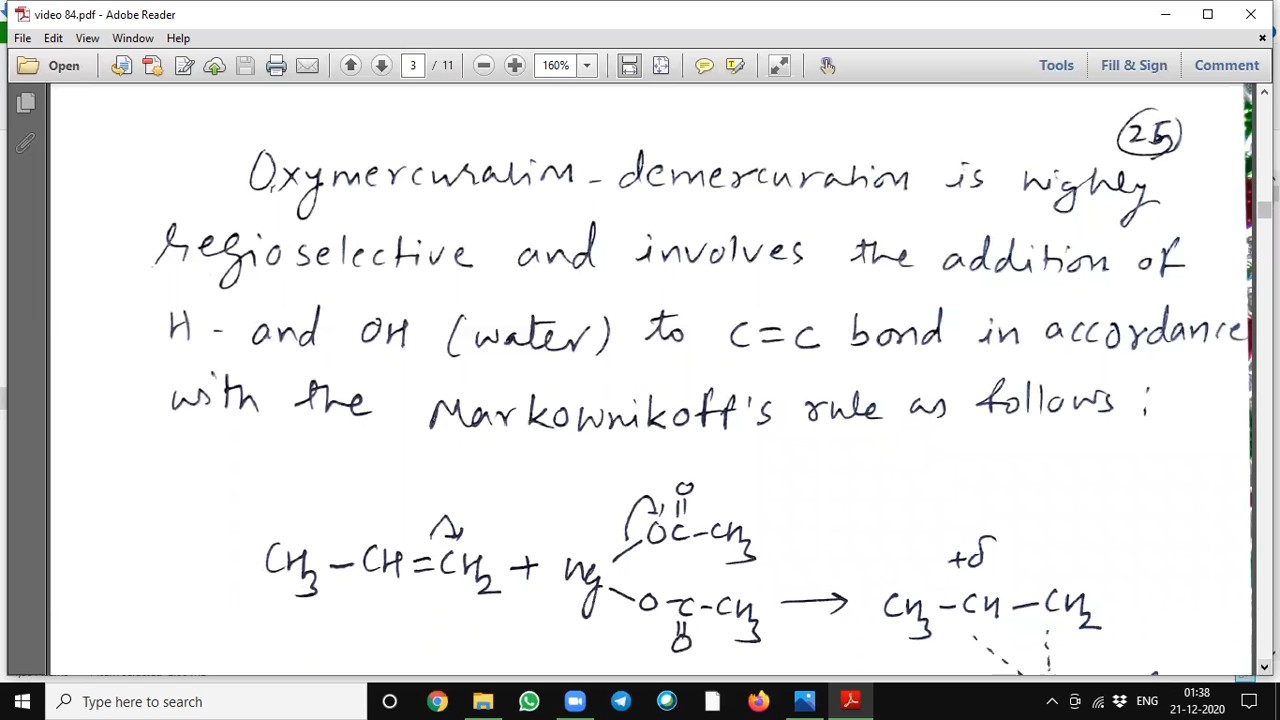 video 84.pdf - Adobe Reader
File Edit View Window Help
Open 3 / 11 160% Tools Fill & Sign Comment
25
Oxymercuration - demercuration is highly
regioselective and involves the addition of
H - and OH (water) to C=C bond in accordance
with the Markownikoff's rule as follows :
O
OC-CH3
+δ
CH3-CH=CH2 + Hg → CH3-CH-CH2
O-C-CH3
O
Type here to search
ENG 01:38
21-12-2020